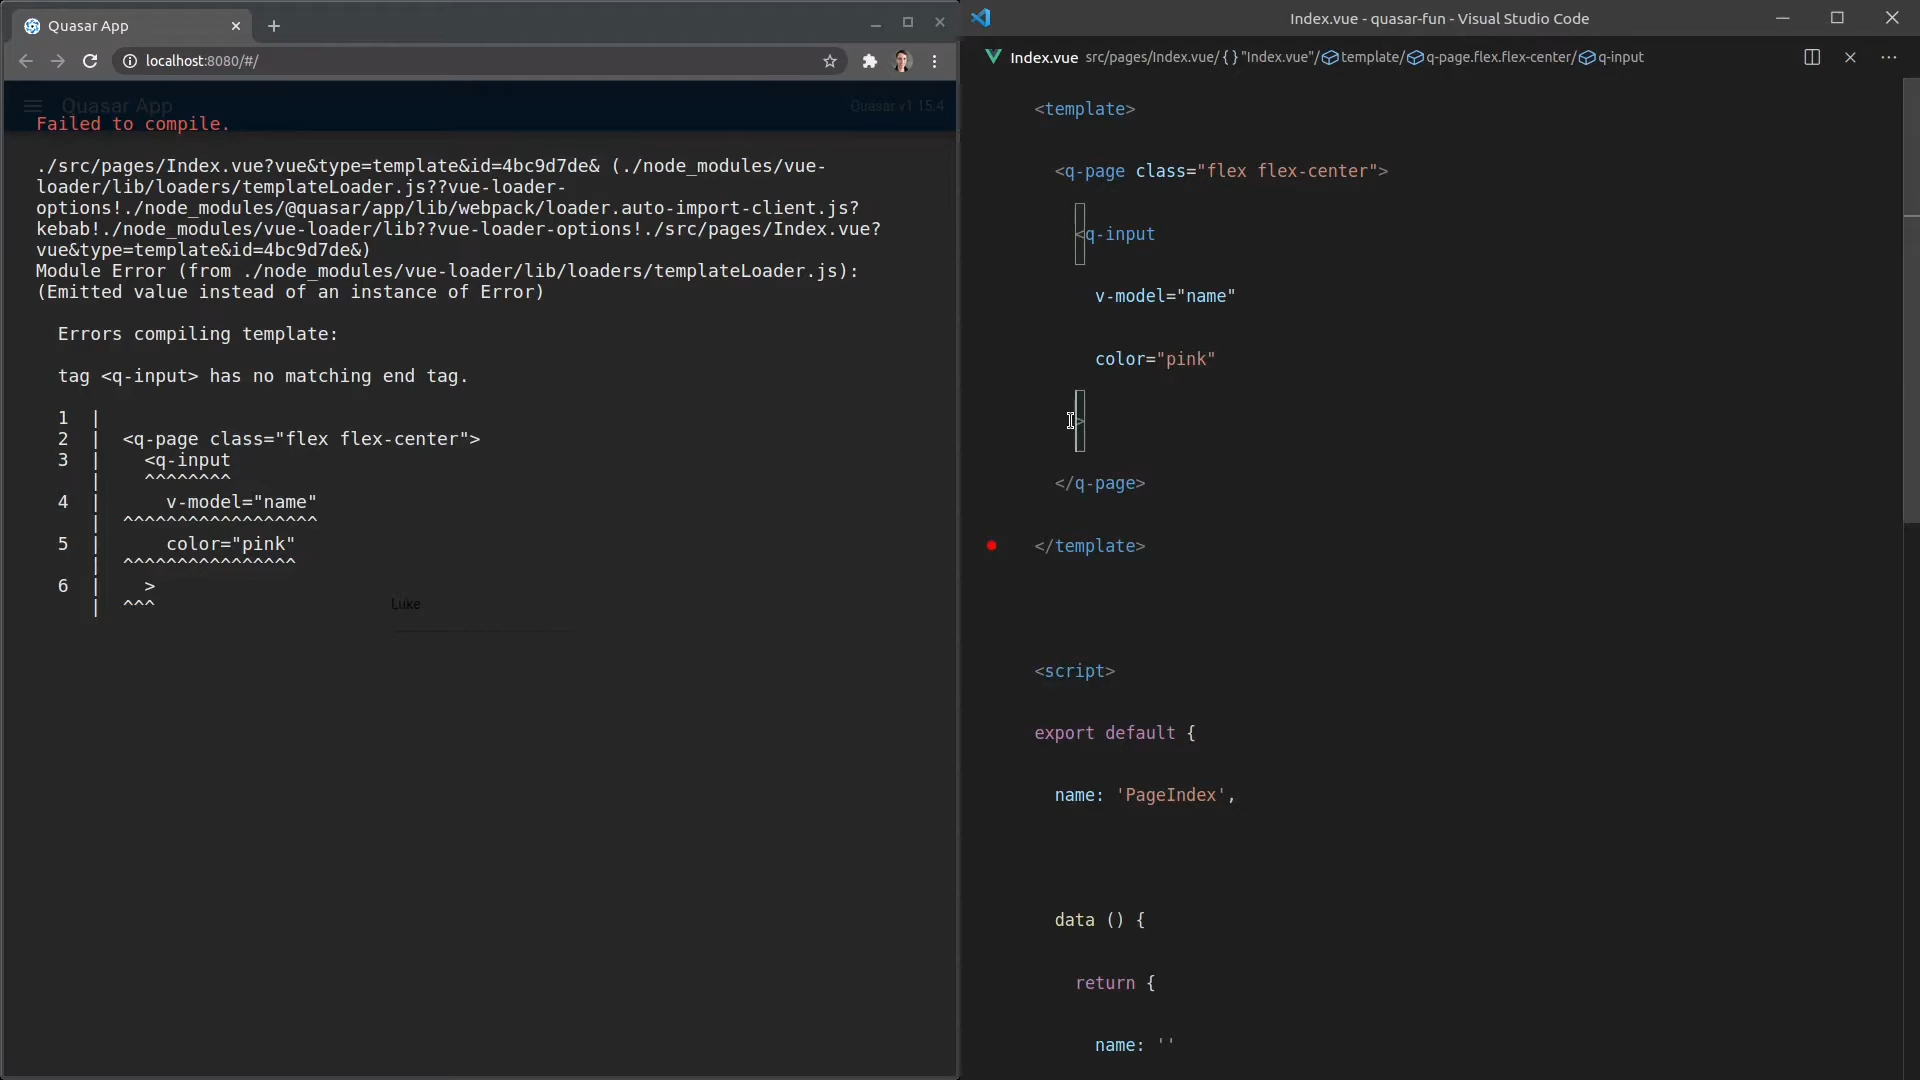 Quasar App
localhost:8080/#/
Quasar App
Quasar v1.15.4
Failed to compile.
./src/pages/Index.vue?vue&type=template&id=4bc9d7de& (./node_modules/vue-
loader/lib/loaders/templateLoader.js??vue-loader-
options!./node_modules/@quasar/app/lib/webpack/loader.auto-import-client.js?
kebab!./node_modules/vue-loader/lib??vue-loader-options!./src/pages/Index.vue?
vue&type=template&id=4bc9d7de&)
Module Error (from ./node_modules/vue-loader/lib/loaders/templateLoader.js):
(Emitted value instead of an instance of Error)
Errors compiling template:
tag <q-input> has no matching end tag.
1 |
2 | <q-page class="flex flex-center">
3 | <q-input
| ^^^^^^^^
4 | v-model="name"
| ^^^^^^^^^^^^^^^^^^
5 | color="pink"
| ^^^^^^^^^^^^^^^^
6 | >
| ^^^
Luke
Index.vue - quasar-fun - Visual Studio Code
Index.vue src/pages/Index.vue/{}"Index.vue"/template/q-page.flex.flex-center/q-input
<template>
<q-page class="flex flex-center">
<q-input
v-model="name"
color="pink"
>
</q-page>
</template>
<script>
export default {
name: 'PageIndex',
data () {
return {
name: ''